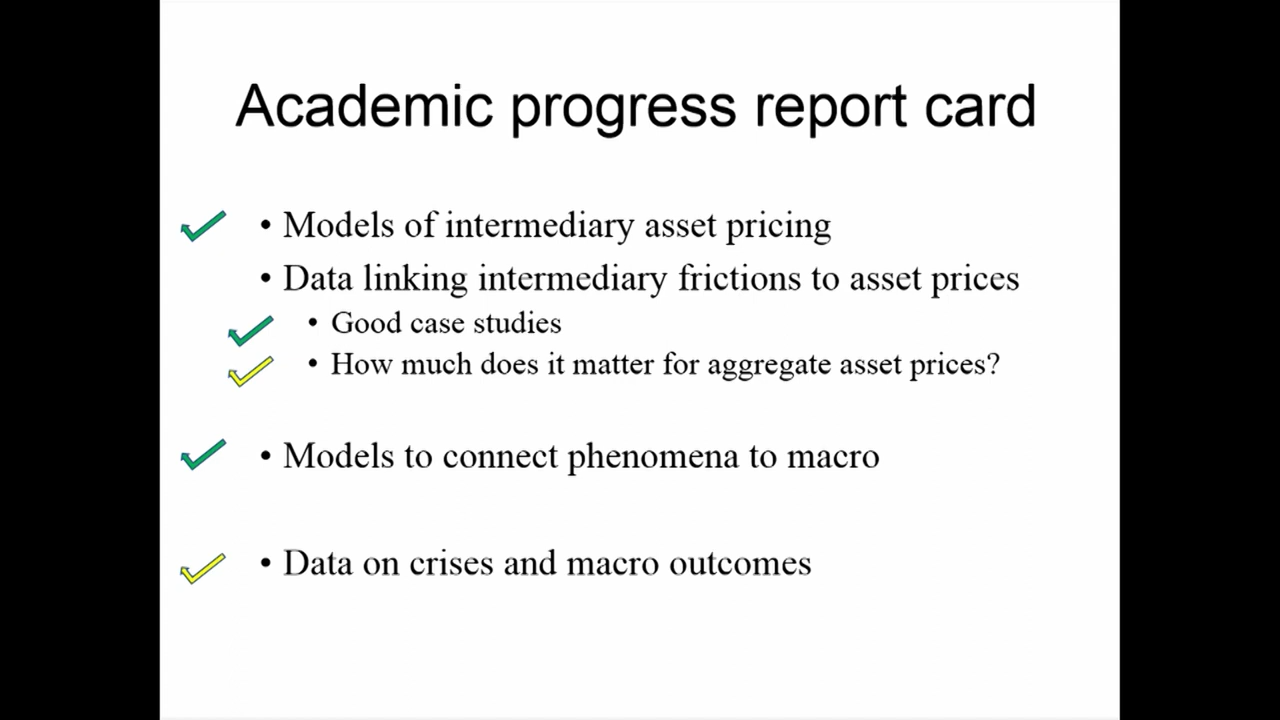 Academic progress report card
• Models of intermediary asset pricing
• Data linking intermediary frictions to asset prices
• Good case studies
• How much does it matter for aggregate asset prices?
• Models to connect phenomena to macro
• Data on crises and macro outcomes